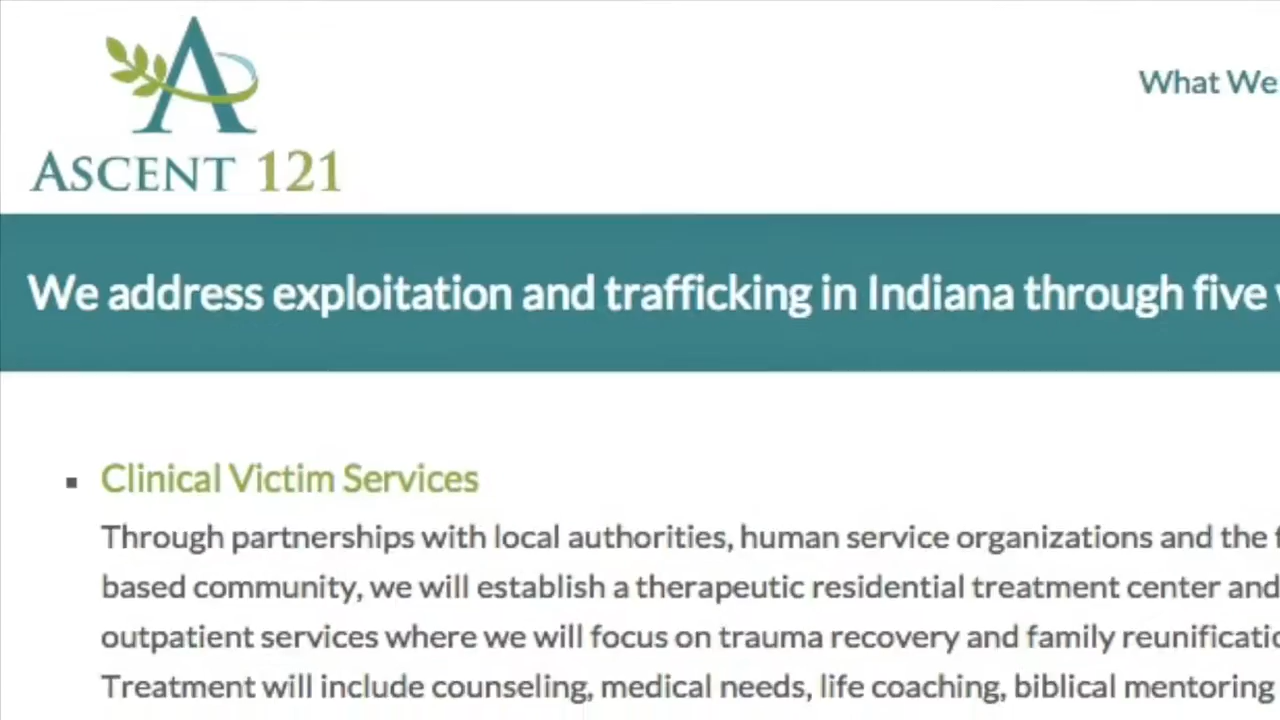 What We
ASCENT 121
We address exploitation and trafficking in Indiana through five
Clinical Victim Services
Through partnerships with local authorities, human service organizations and the
based community, we will establish a therapeutic residential treatment center and
outpatient services where we will focus on trauma recovery and family
Treatment will include counseling, medical needs, life coaching, biblical mentoring